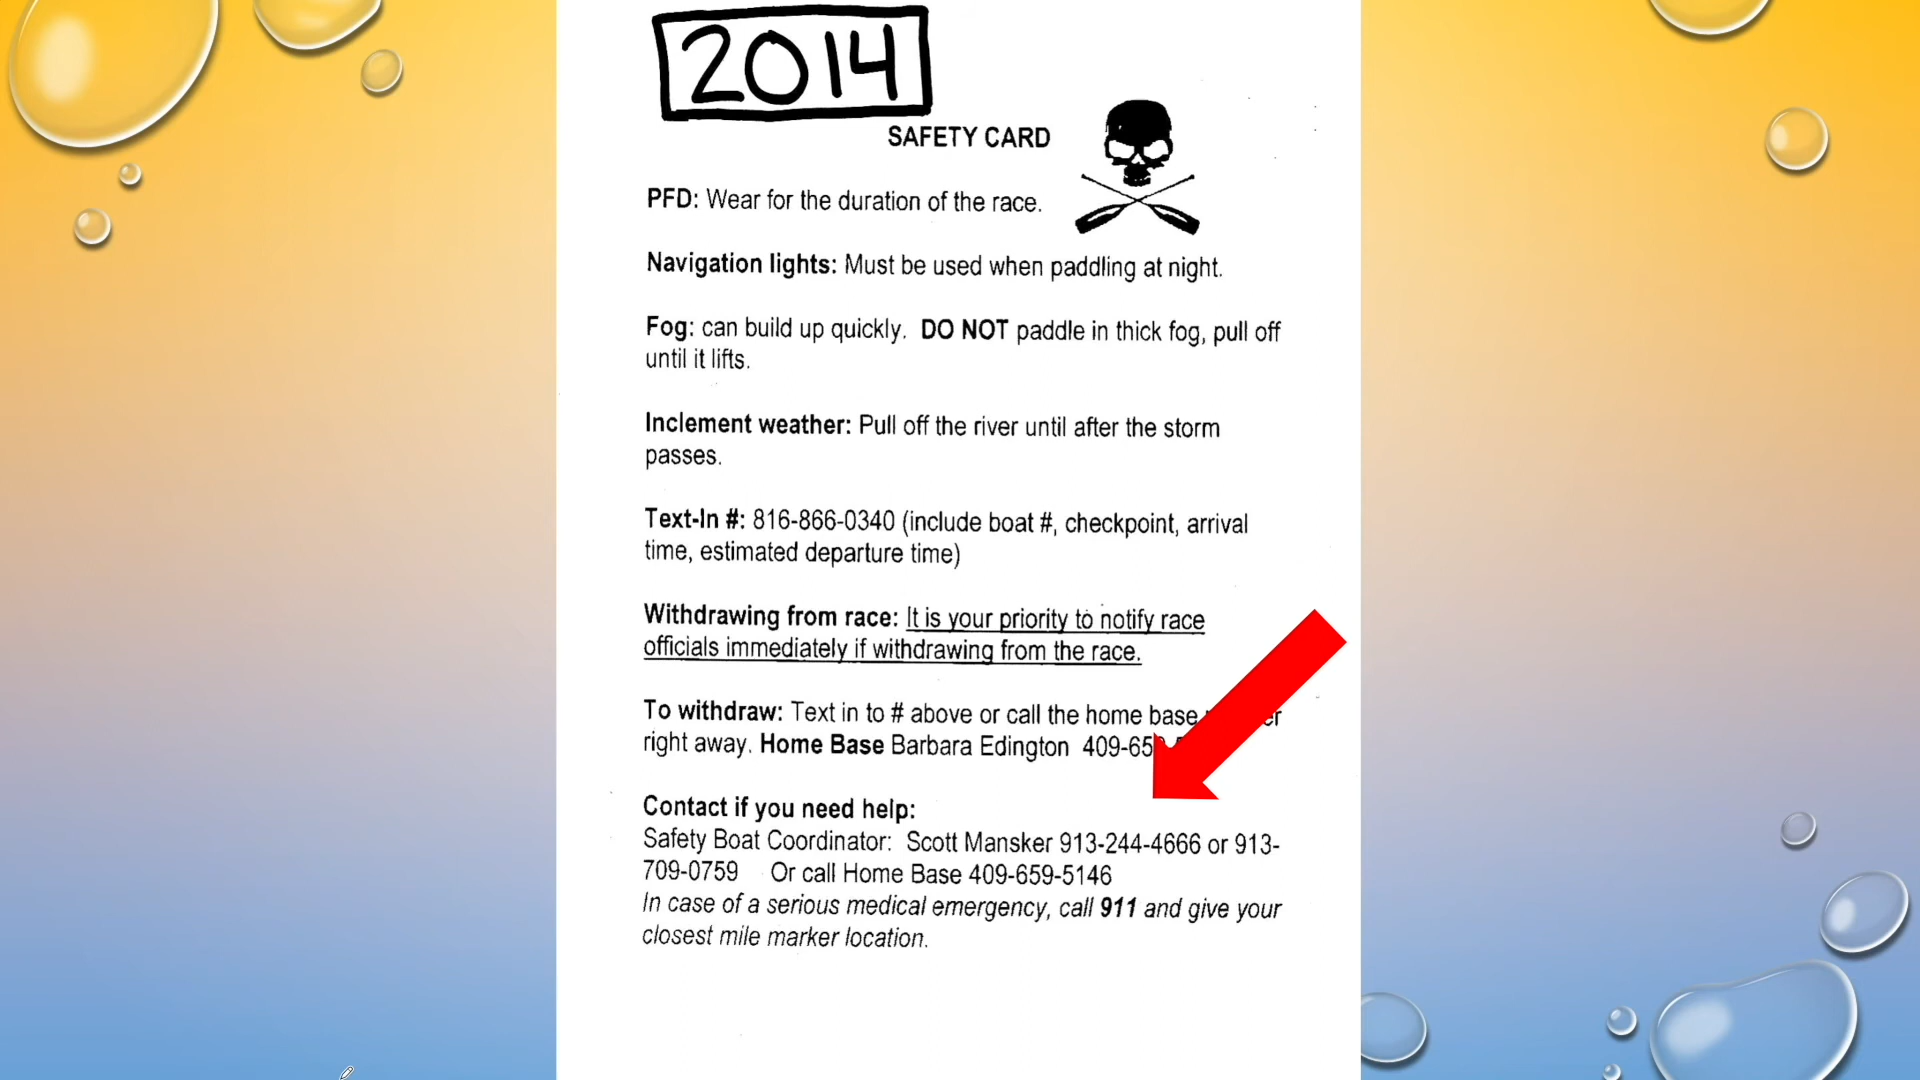 2014
SAFETY CARD
PFD: Wear for the duration of the race.
Navigation lights: Must be used when paddling at night.
Fog: can build up quickly. DO NOT paddle in thick fog, pull off
until it lifts.
Inclement weather: Pull off the river until after the storm
passes.
Text-In #: 816-866-0340 (include boat #, checkpoint, arrival
time, estimated departure time)
Withdrawing from race: It is your priority to notify race
officials immediately if withdrawing from the race.
To withdraw: Text in to # above or call the home base
right away. Home Base Barbara Edington
Contact if you need help:
Safety Boat Coordinator: Scott Mansker 913-244-4666 or 913-
709-0759 Or call Home Base 409-659-5146
In case of a serious medical emergency, call 911 and give your
closest mile marker location.